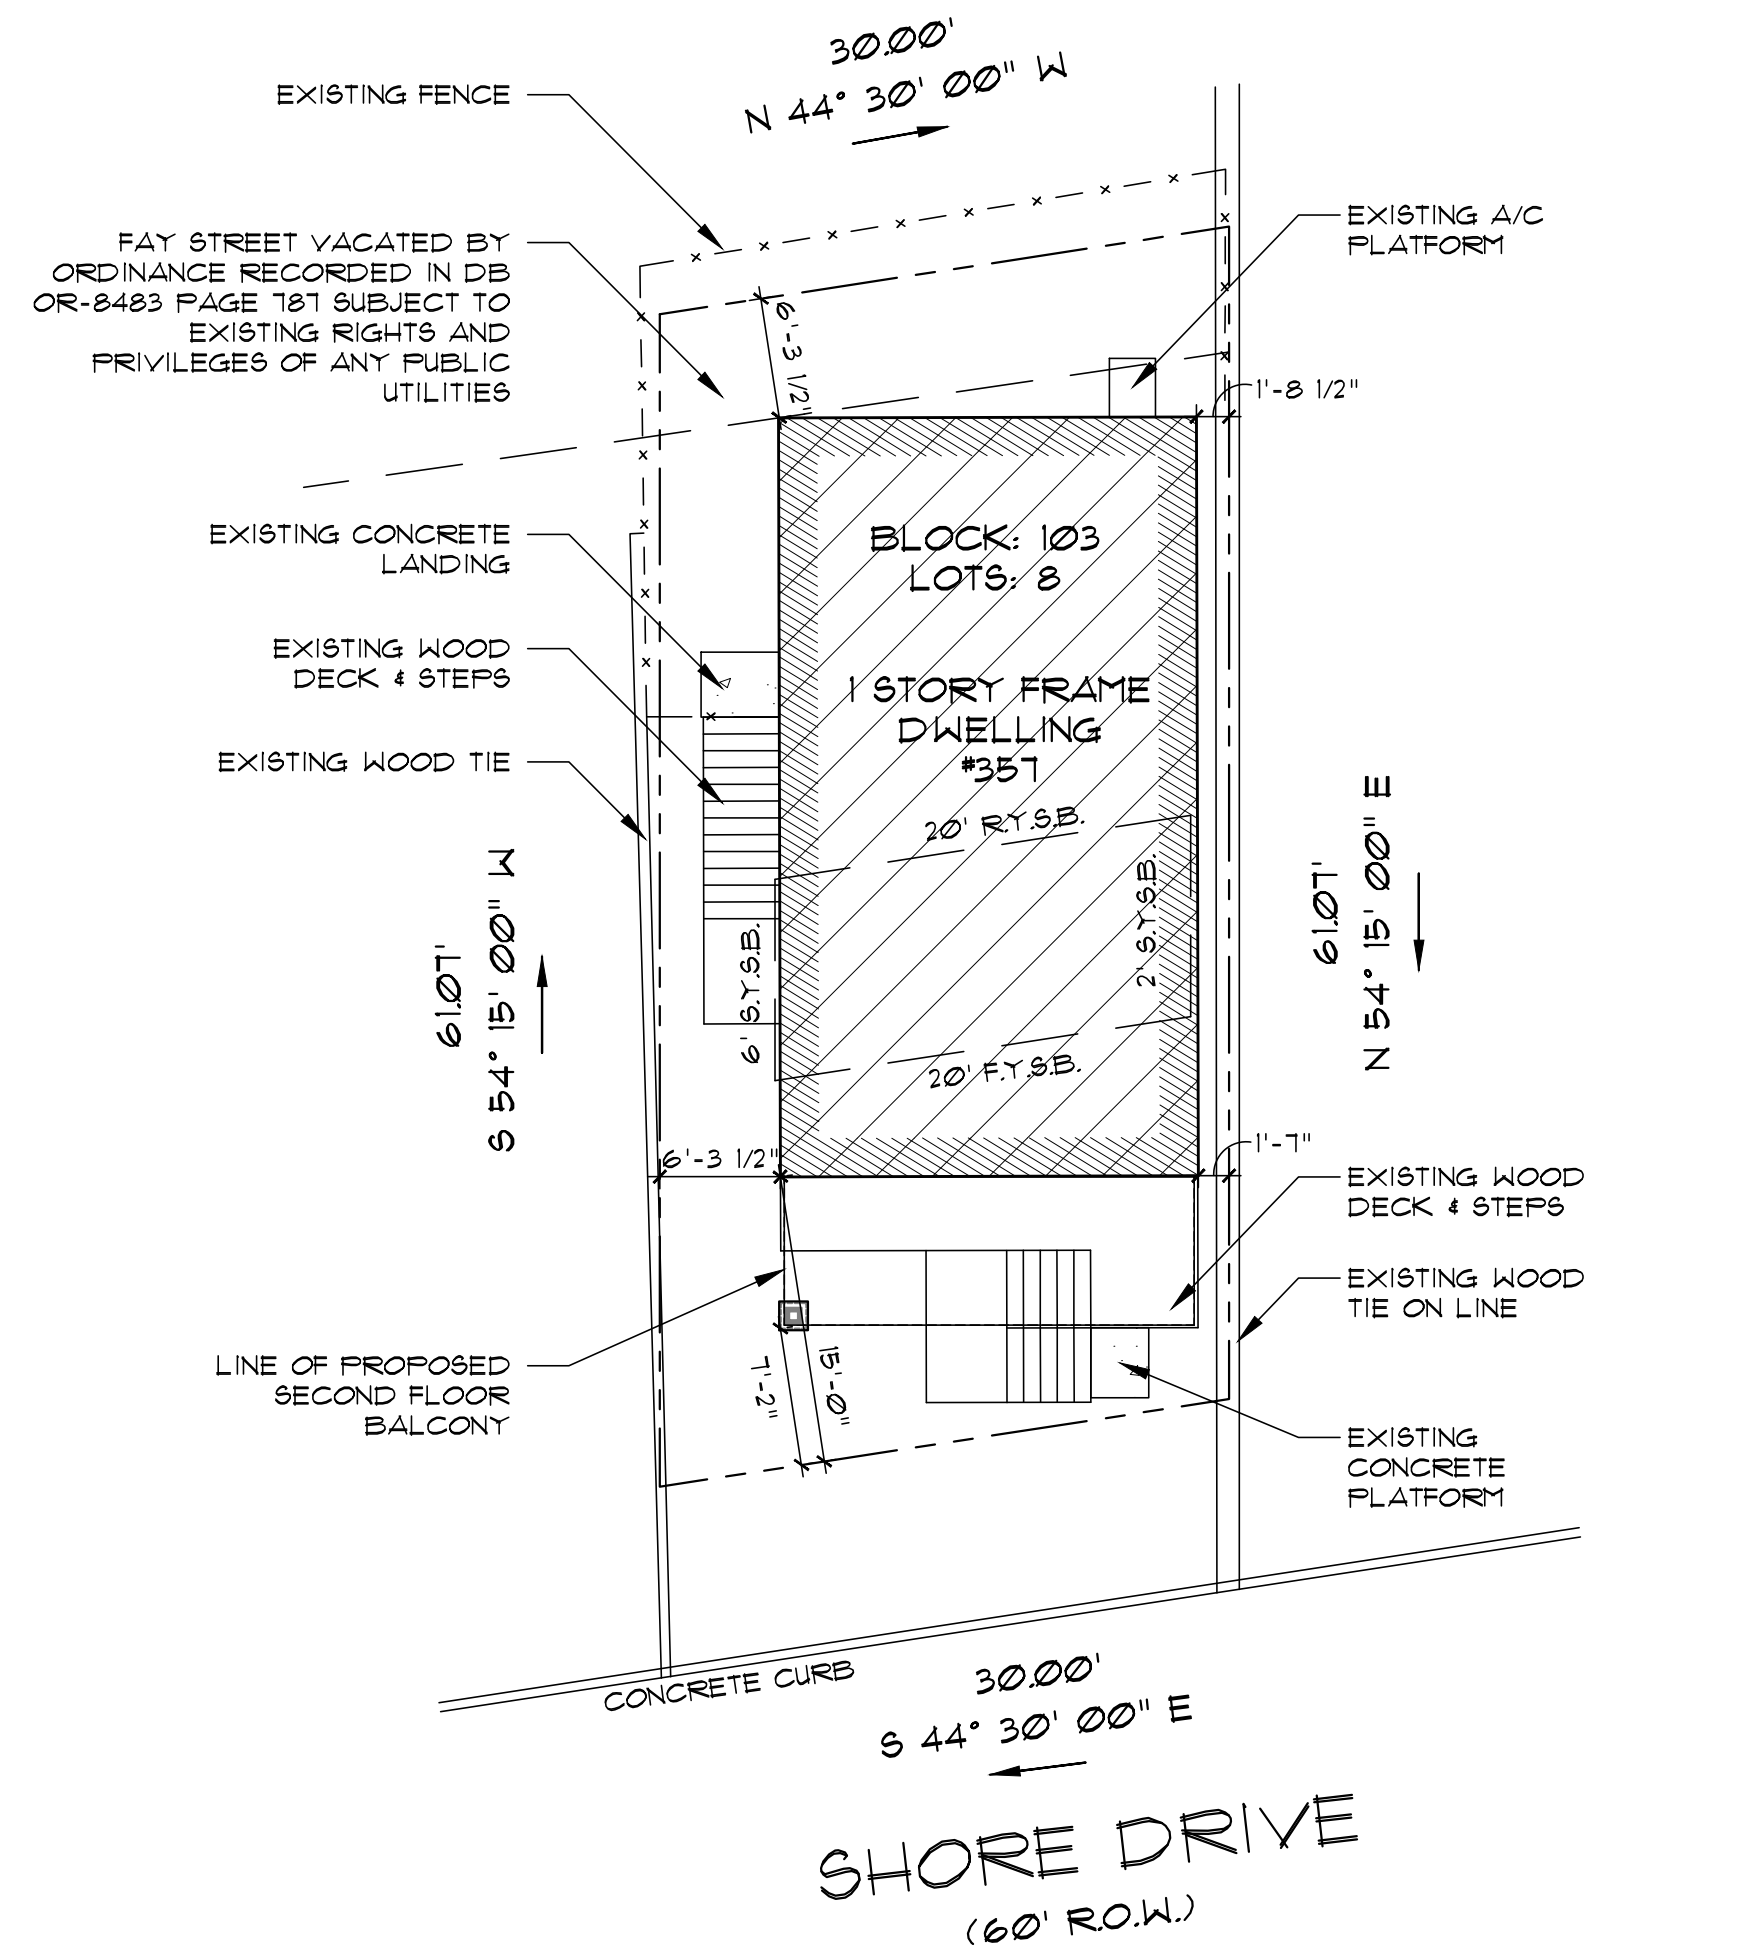 30.00'
N 44° 30' 00" W
EXISTING FENCE
FAY STREET VACATED BY
ORDINANCE RECORDED IN DB
OR-8483 PAGE 787 SUBJECT TO
EXISTING RIGHTS AND
PRIVILEGES OF ANY PUBLIC
UTILITIES
EXISTING A/C
PLATFORM
6'-3 1/2"
1'-8 1/2"
EXISTING CONCRETE
LANDING
BLOCK: 103
LOTS: 8
EXISTING WOOD
DECK & STEPS
1 STORY FRAME
DWELLING
#357
EXISTING WOOD TIE
20' R.Y.S.B.
61.07'
S 54° 15' 00" W
6' S.Y.S.B.
2' S.Y.S.B.
61.07'
N 54° 15' 00" E
20' F.Y.S.B.
6'-3 1/2"
1'-7"
EXISTING WOOD
DECK & STEPS
EXISTING WOOD
TIE ON LINE
LINE OF PROPOSED
SECOND FLOOR
BALCONY
7'-2"
15'-0"
EXISTING
CONCRETE
PLATFORM
CONCRETE CURB
30.00'
S 44° 30' 00" E
SHORE DRIVE
(60' R.O.W.)